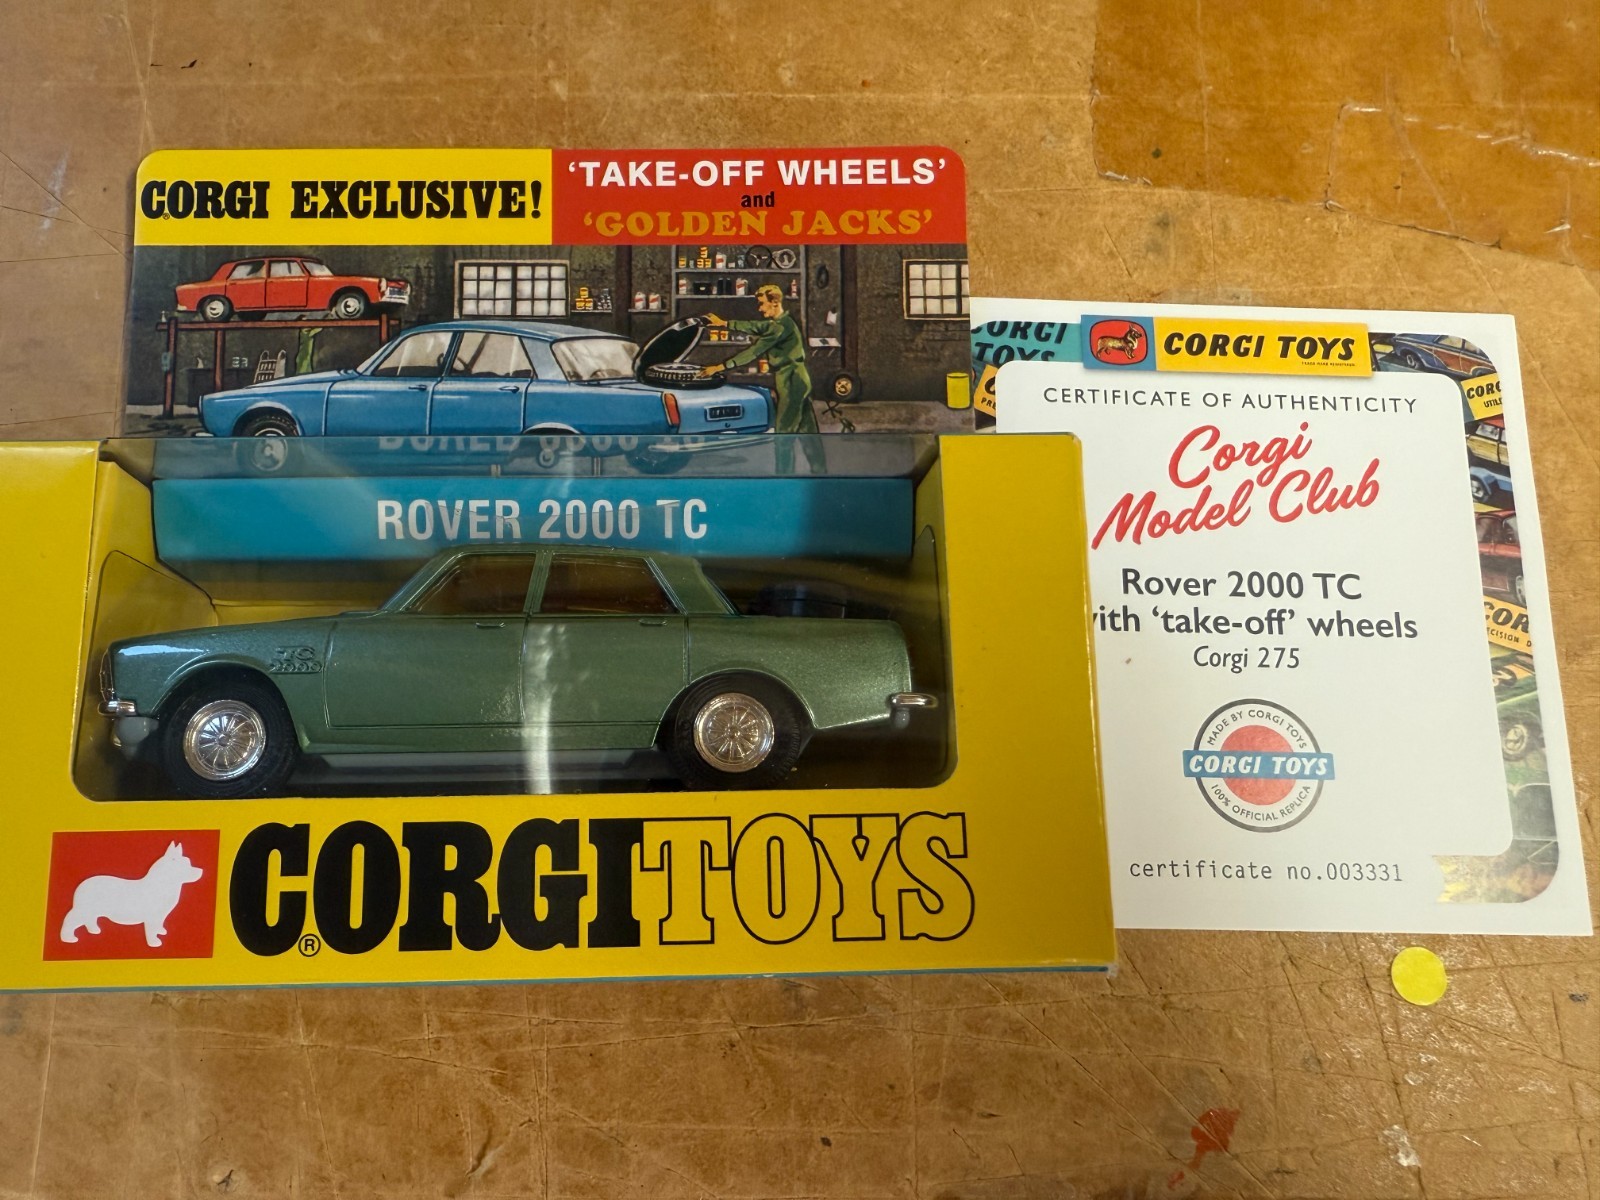 CORGI EXCLUSIVE!
'TAKE-OFF WHEELS'
and
'GOLDEN JACKS'
ROVER 2000 TC
TC
2000
CORGITOYS
®
CORGI
TOYS
CORGI TOYS
CERTIFICATE OF AUTHENTICITY
Corgi
Model Club
Rover 2000 TC
ith 'take-off' wheels
Corgi 275
MADE BY CORGI TOYS
CORGI TOYS
100% OFFICIAL REPLICA
certificate no.003331